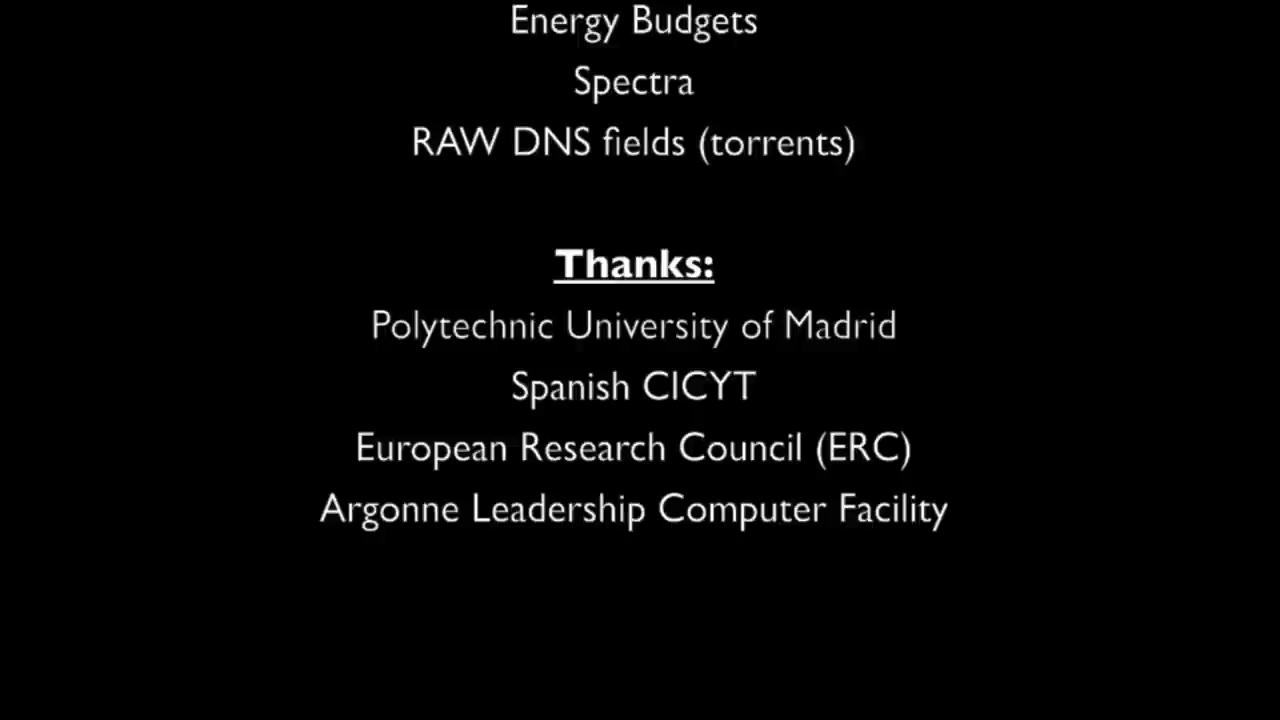 Energy Budgets
Spectra
RAW DNS fields (torrents)
Thanks:
Polytechnic University of Madrid
Spanish CICYT
European Research Council (ERC)
Argonne Leadership Computer Facility